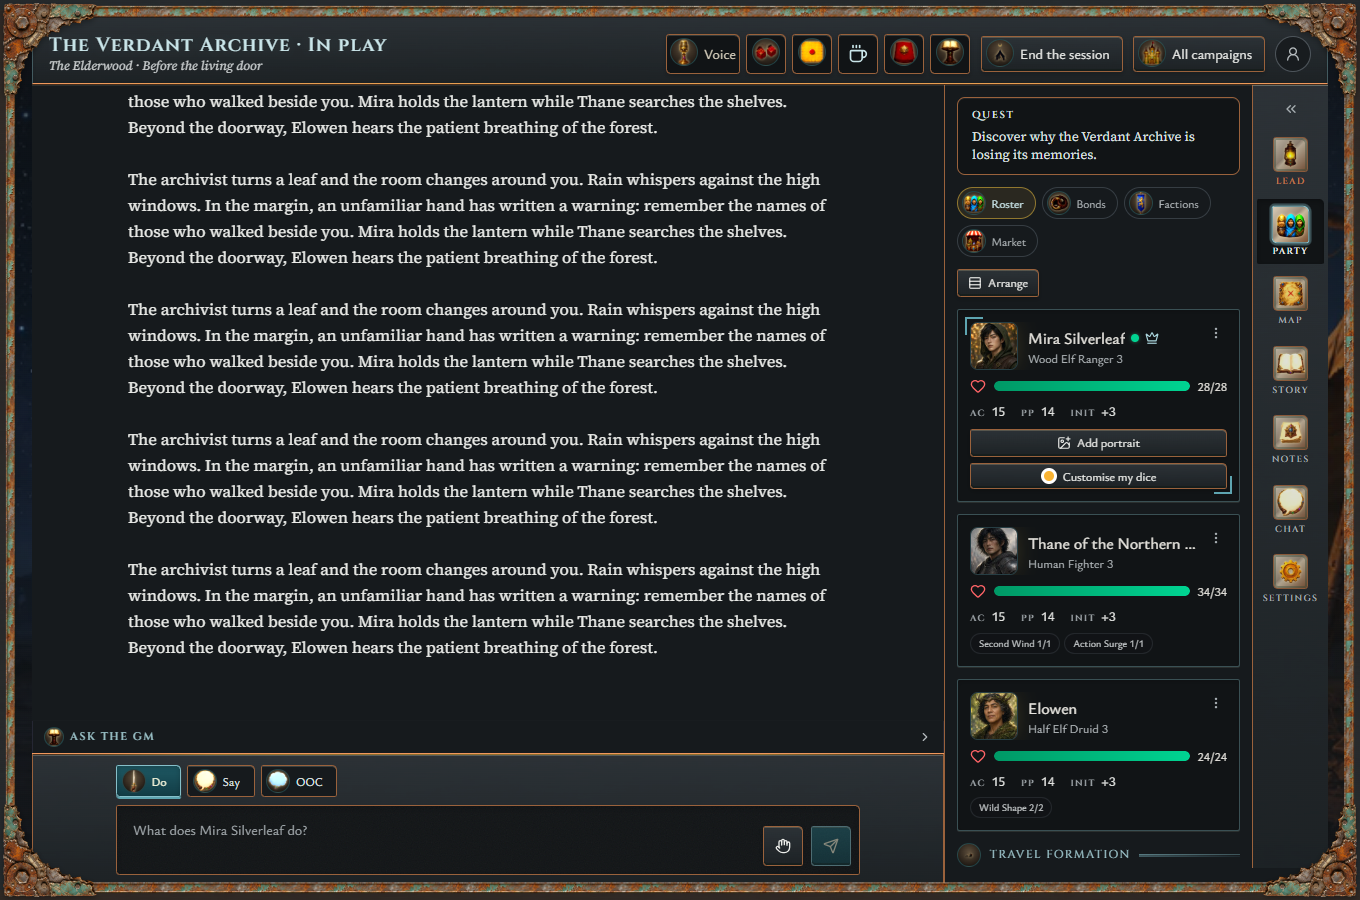 The Verdant Archive · In play
The Elderwood · Before the living door
Voice
End the session
All campaigns
those who walked beside you. Mira holds the lantern while Thane searches the shelves.
Beyond the doorway, Elowen hears the patient breathing of the forest.
The archivist turns a leaf and the room changes around you. Rain whispers against the high
windows. In the margin, an unfamiliar hand has written a warning: remember the names of
those who walked beside you. Mira holds the lantern while Thane searches the shelves.
Beyond the doorway, Elowen hears the patient breathing of the forest.
The archivist turns a leaf and the room changes around you. Rain whispers against the high
windows. In the margin, an unfamiliar hand has written a warning: remember the names of
those who walked beside you. Mira holds the lantern while Thane searches the shelves.
Beyond the doorway, Elowen hears the patient breathing of the forest.
The archivist turns a leaf and the room changes around you. Rain whispers against the high
windows. In the margin, an unfamiliar hand has written a warning: remember the names of
those who walked beside you. Mira holds the lantern while Thane searches the shelves.
Beyond the doorway, Elowen hears the patient breathing of the forest.
The archivist turns a leaf and the room changes around you. Rain whispers against the high
windows. In the margin, an unfamiliar hand has written a warning: remember the names of
those who walked beside you. Mira holds the lantern while Thane searches the shelves.
Beyond the doorway, Elowen hears the patient breathing of the forest.
ASK THE GM
Do
Say
OOC
What does Mira Silverleaf do?
QUEST
Discover why the Verdant Archive is
losing its memories.
Roster
Bonds
Factions
Market
Arrange
Mira Silverleaf
Wood Elf Ranger 3
28/28
AC 15 PP 14 INIT +3
Add portrait
Customise my dice
Thane of the Northern ...
Human Fighter 3
34/34
AC 15 PP 14 INIT +3
Second Wind 1/1
Action Surge 1/1
Elowen
Half Elf Druid 3
24/24
AC 15 PP 14 INIT +3
Wild Shape 2/2
TRAVEL FORMATION
LEAD
PARTY
MAP
STORY
NOTES
CHAT
SETTINGS